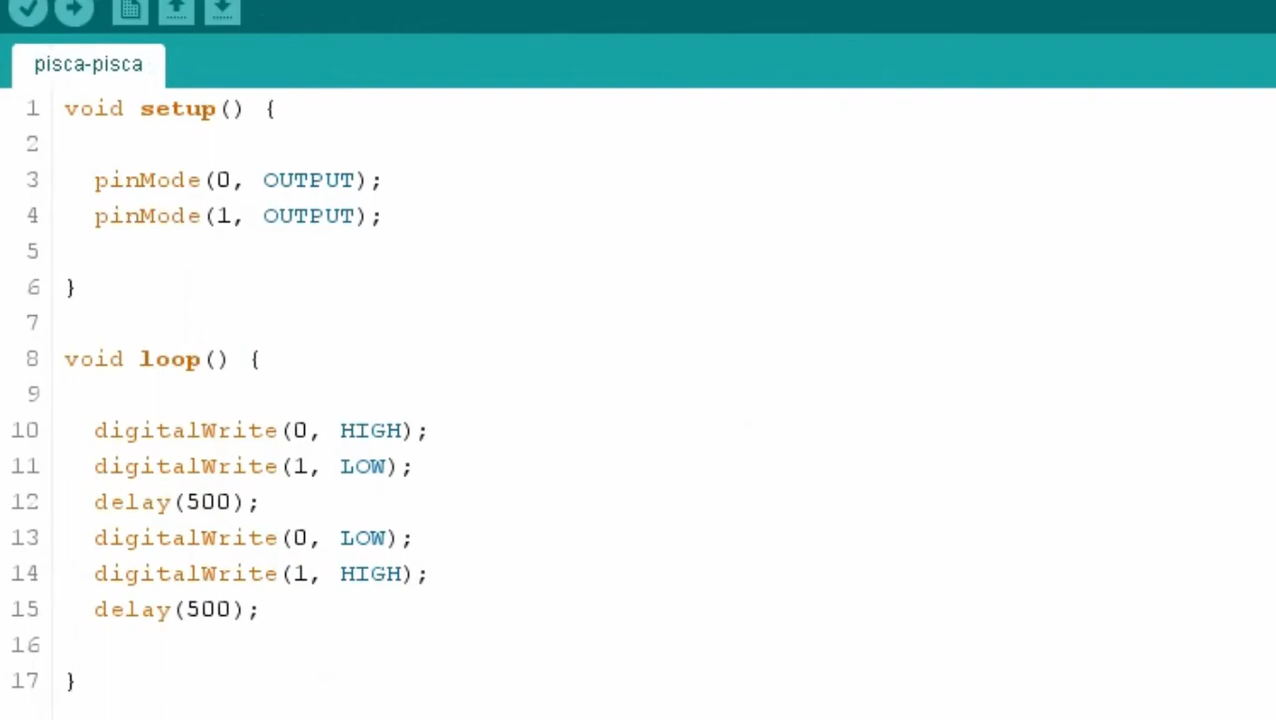 pisca-pisca
1 void setup() {
2
3 pinMode(0, OUTPUT);
4 pinMode(1, OUTPUT);
5
6 }
7
8 void loop() {
9
10 digitalWrite(0, HIGH);
11 digitalWrite(1, LOW);
12 delay(500);
13 digitalWrite(0, LOW);
14 digitalWrite(1, HIGH);
15 delay(500);
16
17 }